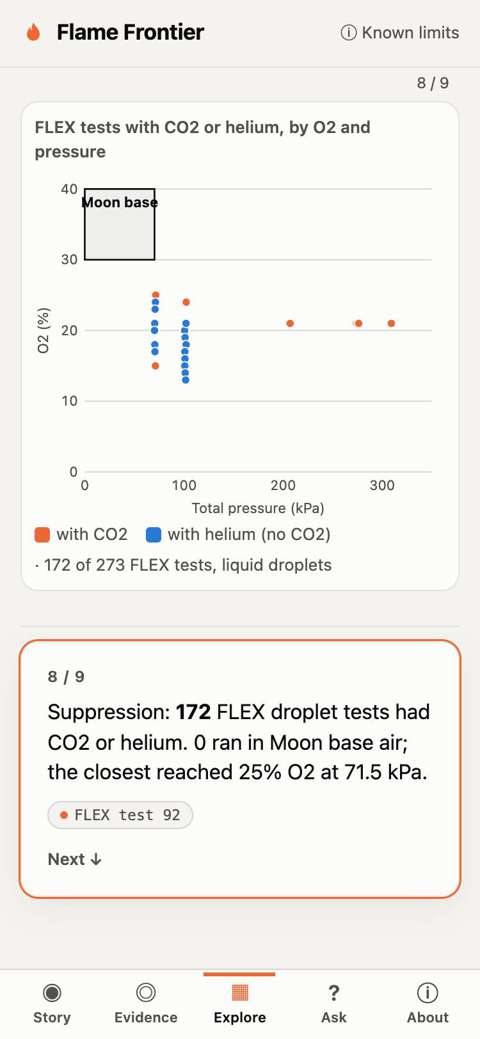 Flame Frontier
ⓘ Known limits
8 / 9
FLEX tests with CO2 or helium, by O2 and
pressure
40
Moon base
30
20
10
0
O2 (%)
0 100 200 300
Total pressure (kPa)
with CO2 with helium (no CO2)
· 172 of 273 FLEX tests, liquid droplets
8 / 9
Suppression: 172 FLEX droplet tests had
CO2 or helium. 0 ran in Moon base air;
the closest reached 25% O2 at 71.5 kPa.
FLEX test 92
Next ↓
Story Evidence Explore Ask About